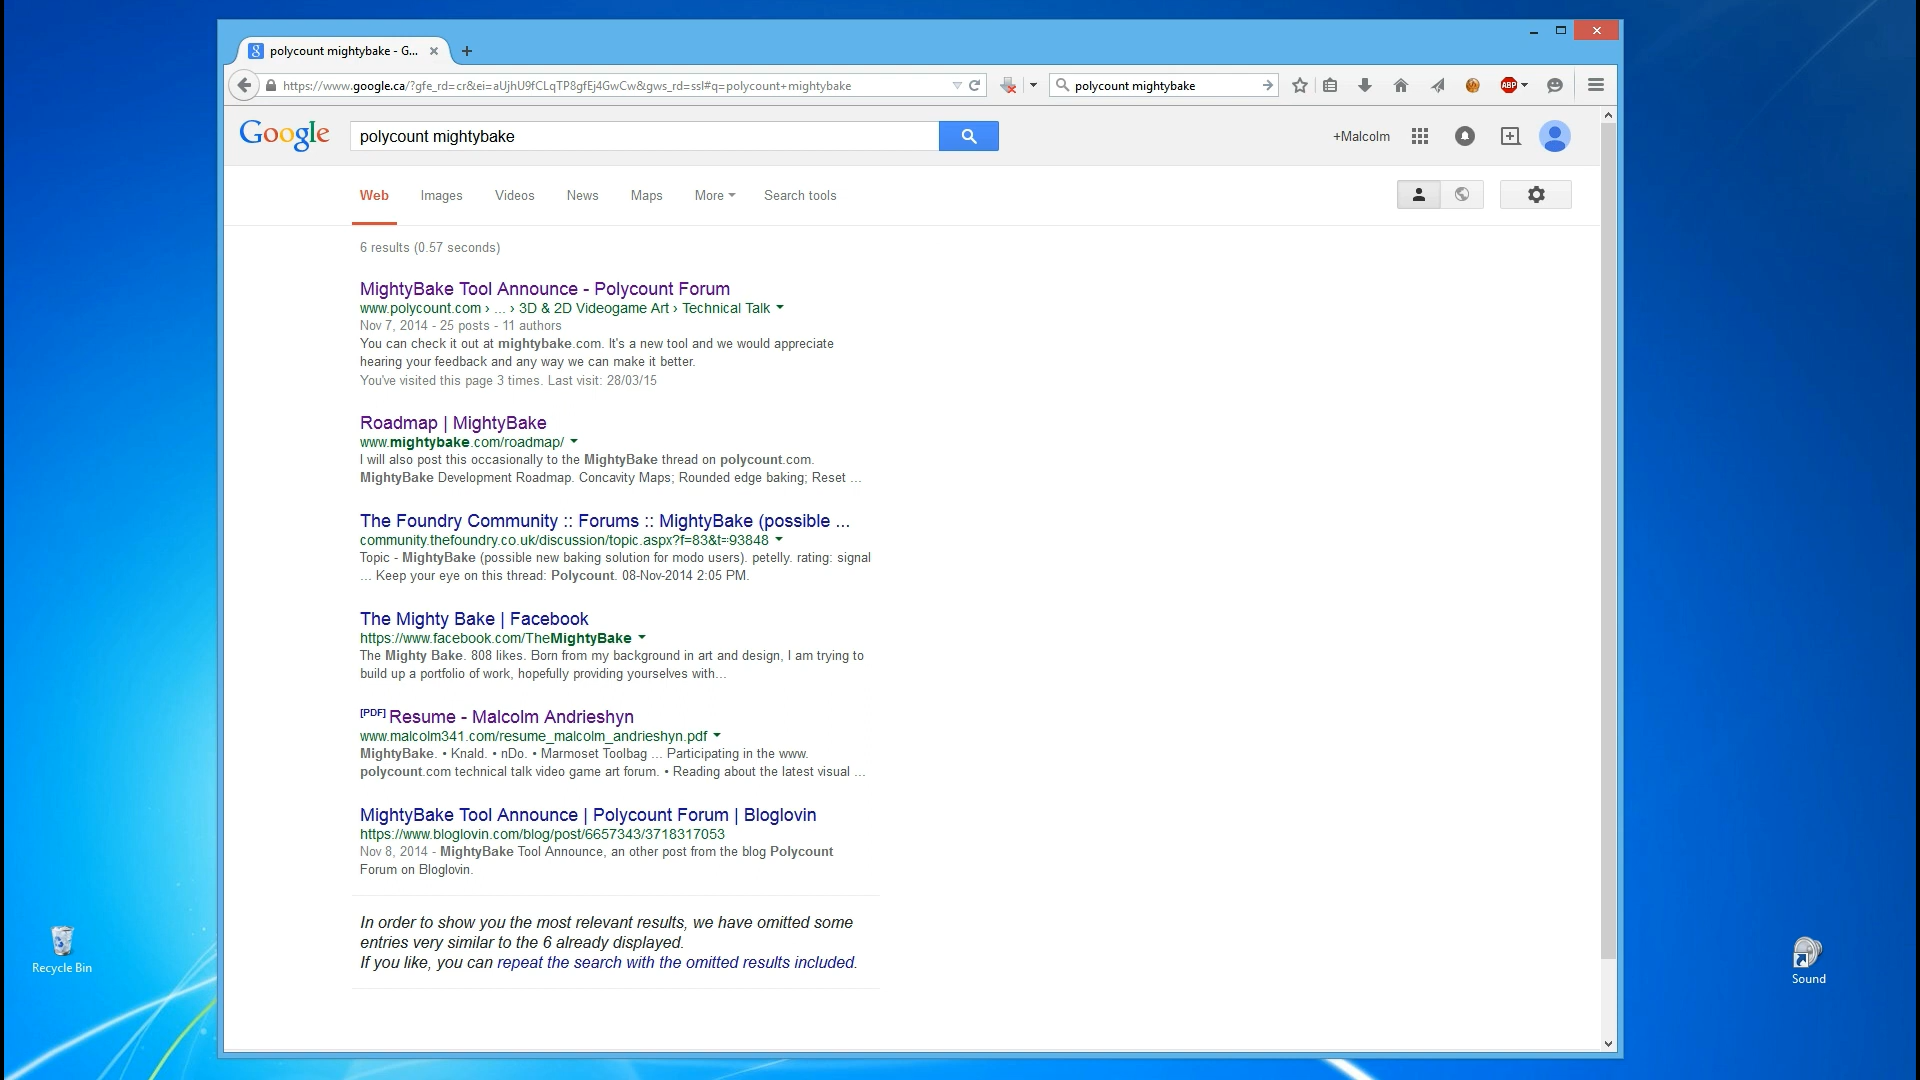 polycount mightybake - G...
https://www.google.ca/?gfe_rd=cr&ei=aUjhU9fCLqTP8gfEj4GwCw&gws_rd=ssl#q=polycount+mightybake
polycount mightybake
ABP
Google
polycount mightybake
+Malcolm
Web
Images
Videos
News
Maps
More
Search tools
6 results (0.57 seconds)
MightyBake Tool Announce - Polycount Forum
www.polycount.com › ... › 3D & 2D Videogame Art › Technical Talk
Nov 7, 2014 - 25 posts - 11 authors
You can check it out at mightybake.com. It's a new tool and we would appreciate
hearing your feedback and any way we can make it better.
You've visited this page 3 times. Last visit: 28/03/15
Roadmap | MightyBake
www.mightybake.com/roadmap/
I will also post this occasionally to the MightyBake thread on polycount.com.
MightyBake Development Roadmap. Concavity Maps; Rounded edge baking; Reset ...
The Foundry Community :: Forums :: MightyBake (possible ...
community.thefoundry.co.uk/discussion/topic.aspx?f=83&t=93848
Topic - MightyBake (possible new baking solution for modo users). petelly. rating: signal
... Keep your eye on this thread: Polycount. 08-Nov-2014 2:05 PM.
The Mighty Bake | Facebook
https://www.facebook.com/TheMightyBake
The Mighty Bake. 808 likes. Born from my background in art and design, I am trying to
build up a portfolio of work, hopefully providing yourselves with...
[PDF] Resume - Malcolm Andrieshyn
www.malcolm341.com/resume_malcolm_andrieshyn.pdf
MightyBake. • Knald. • nDo. • Marmoset Toolbag ... Participating in the www.
polycount.com technical talk video game art forum. • Reading about the latest visual ...
MightyBake Tool Announce | Polycount Forum | Bloglovin
https://www.bloglovin.com/blog/post/6657343/3718317053
Nov 8, 2014 - MightyBake Tool Announce, an other post from the blog Polycount
Forum on Bloglovin.
In order to show you the most relevant results, we have omitted some
entries very similar to the 6 already displayed.
If you like, you can repeat the search with the omitted results included.
Recycle Bin
Sound